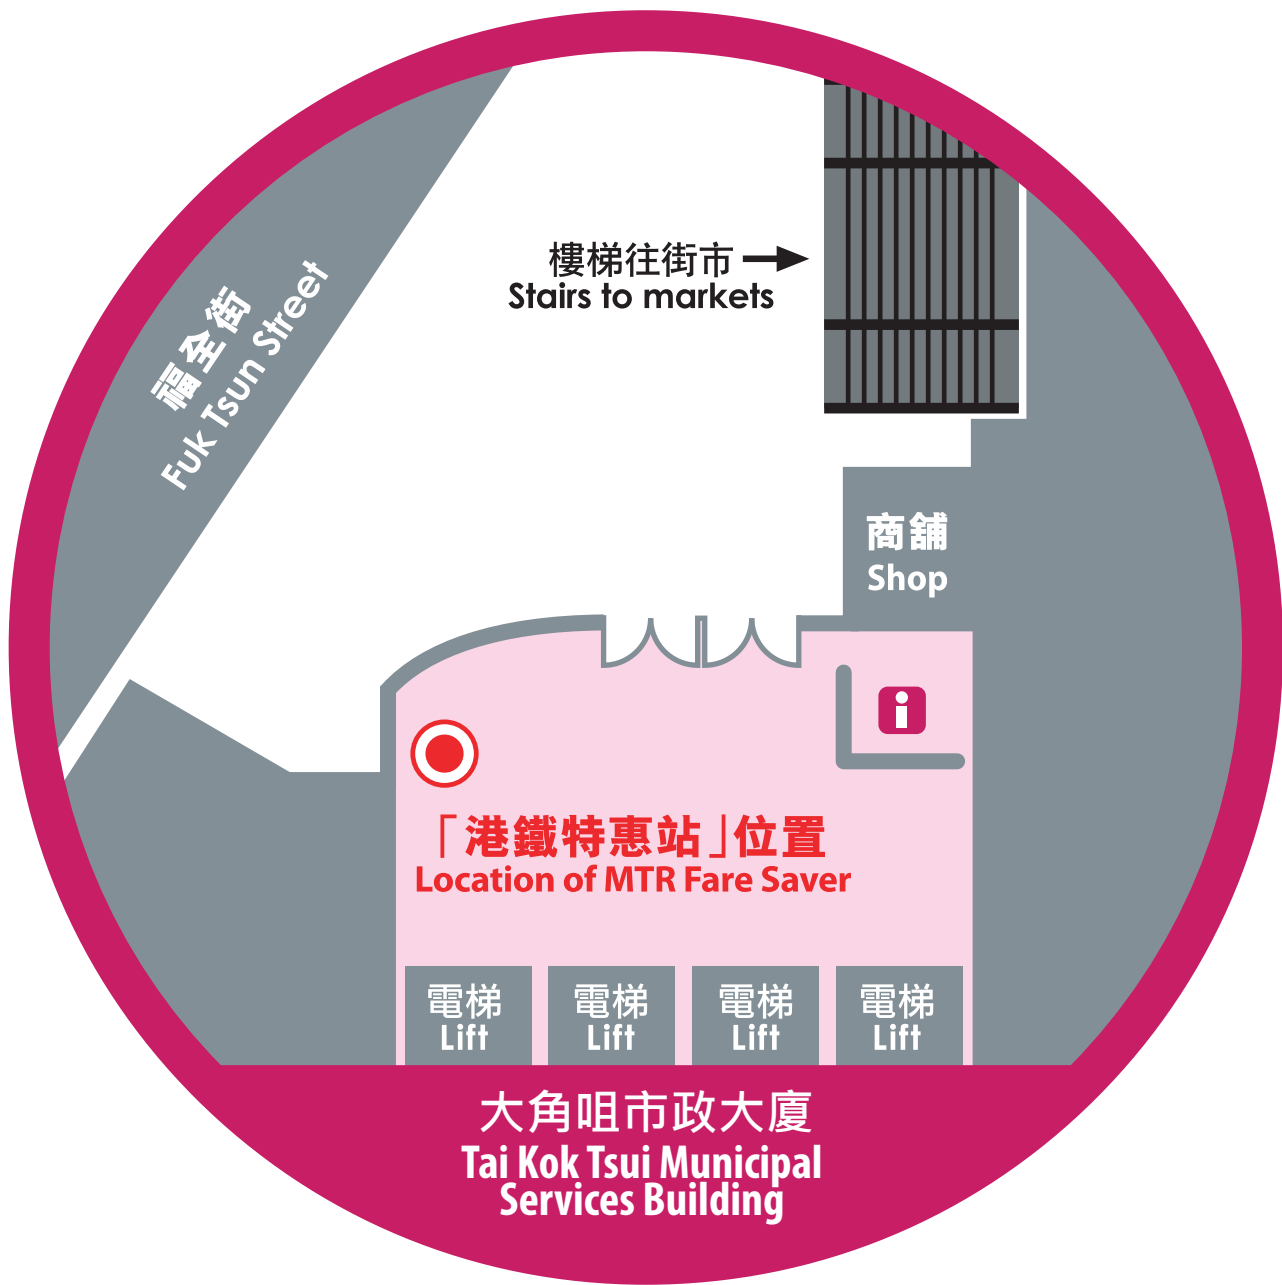 樓梯往街市
Stairs to markets
福全街
Fuk Tsun Street
商舖
Shop
i
「港鐵特惠站」位置
Location of MTR Fare Saver
電梯
Lift
電梯
Lift
電梯
Lift
電梯
Lift
大角咀市政大廈
Tai Kok Tsui Municipal
Services Building